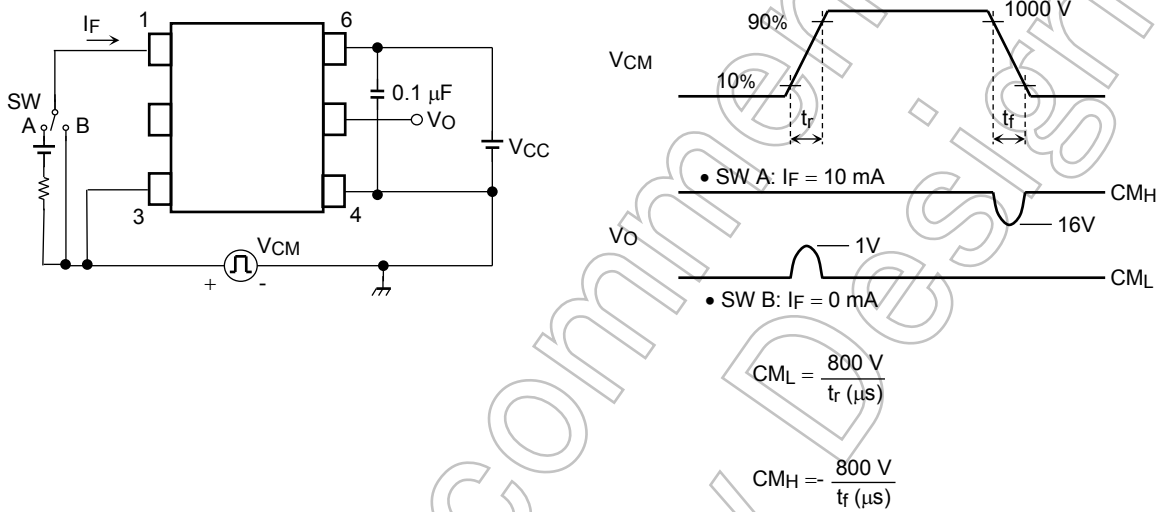 IF
1
6
SW
A
B
0.1 μF
VO
VCC
3
4
VCM
+
-
1000 V
90%
VCM
10%
tr
tf
• SW A: IF = 10 mA
CMH
VO
16V
1V
CML
• SW B: IF = 0 mA
CML = 800 V / tr (μs)
CMH =- 800 V / tf (μs)